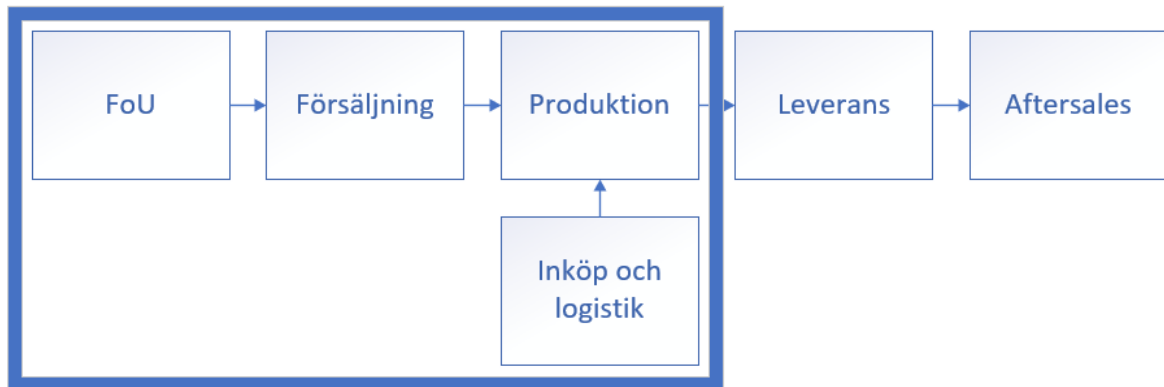 FoU
Försäljning
Produktion
Leverans
Aftersales
Inköp och
logistik